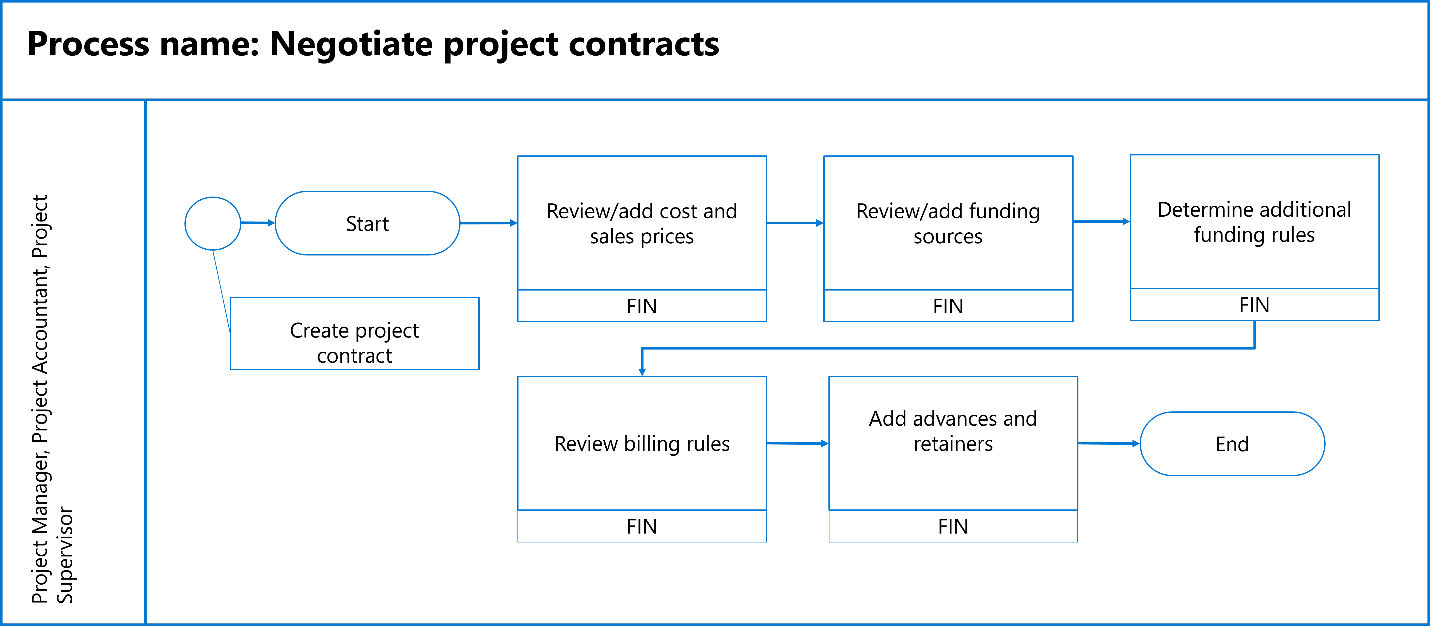 Process name: Negotiate project contracts
Project Manager, Project Accountant, Project
Supervisor
Start
Create project
contract
Review/add cost and
sales prices
FIN
Review/add funding
sources
FIN
Determine additional
funding rules
FIN
Review billing rules
FIN
Add advances and
retainers
FIN
End